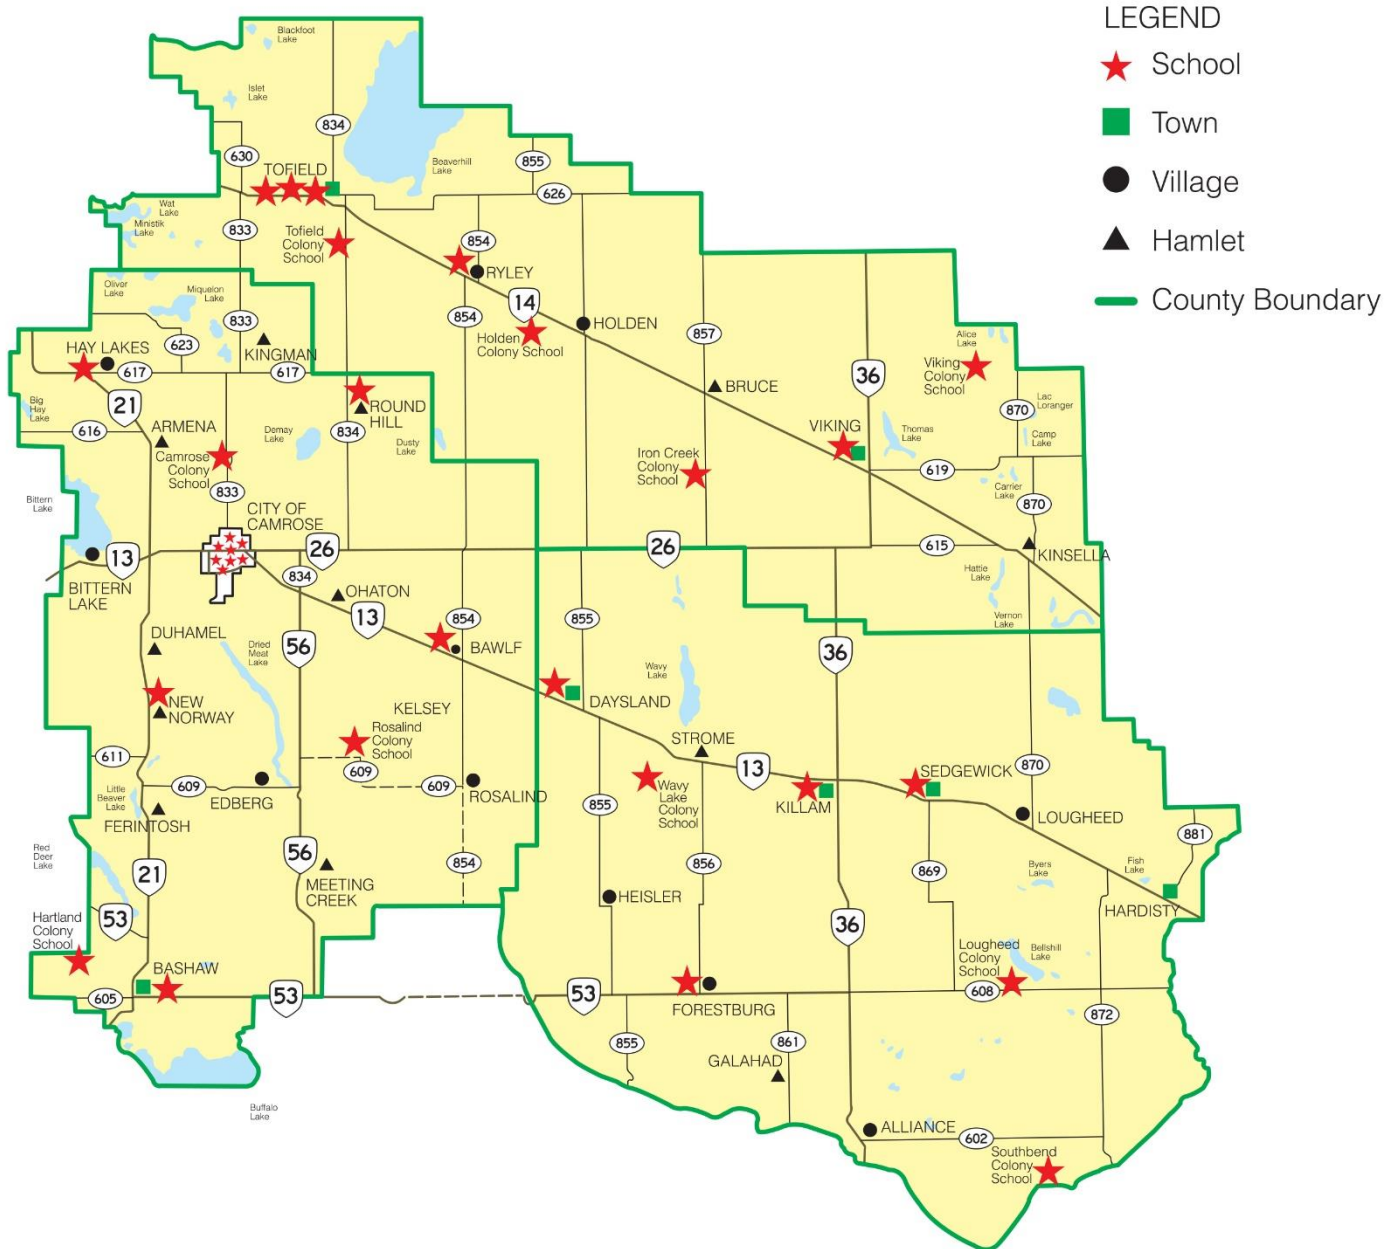 LEGEND
School
Town
Village
Hamlet
County Boundary
Blackfoot
Lake
Islet
Lake
834
630
TOFIELD
Beaverhill
Lake
855
626
Wat
Lake
Ministik
Lake
833
Tofield
Colony
School
854
RYLEY
Oliver
Lake
Miquelon
Lake
14
833
623
854
Holden
Colony School
HOLDEN
857
HAY LAKES
KINGMAN
617
617
36
Alice
Lake
Viking
Colony
School
BRUCE
21
Big
Hay
Lake
616
ARMENA
Camrose
Colony
School
Demay
Lake
ROUND
HILL
834
Dusty
Lake
870
Lac
Loranger
Camp
Lake
VIKING
Thomas
Lake
Iron Creek
Colony
School
619
Carrier
Lake
870
833
Bittern
Lake
CITY OF
CAMROSE
26
26
615
KINSELLA
13
BITTERN
LAKE
834
OHATON
13
Hattie
Lake
Vernon
Lake
855
854
DUHAMEL
Dried
Meat
Lake
56
BAWLF
36
Wavy
Lake
NEW
NORWAY
KELSEY
DAYSLAND
Rosalind
Colony
School
STROME
611
609
609
609
EDBERG
ROSALIND
Little
Beaver
Lake
FERINTOSH
13
Wavy
Lake
Colony
School
KILLAM
SEDGEWICK
870
855
LOUGHEED
881
Red
Deer
Lake
21
56
MEETING
CREEK
854
856
869
Byers
Lake
Fish
Lake
HEISLER
HARDISTY
53
Hartland
Colony
School
36
Lougheed
Colony
School
Bellshill
Lake
BASHAW
605
53
53
FORESTBURG
608
872
855
861
GALAHAD
Buffalo
Lake
ALLIANCE
602
Southbend
Colony
School